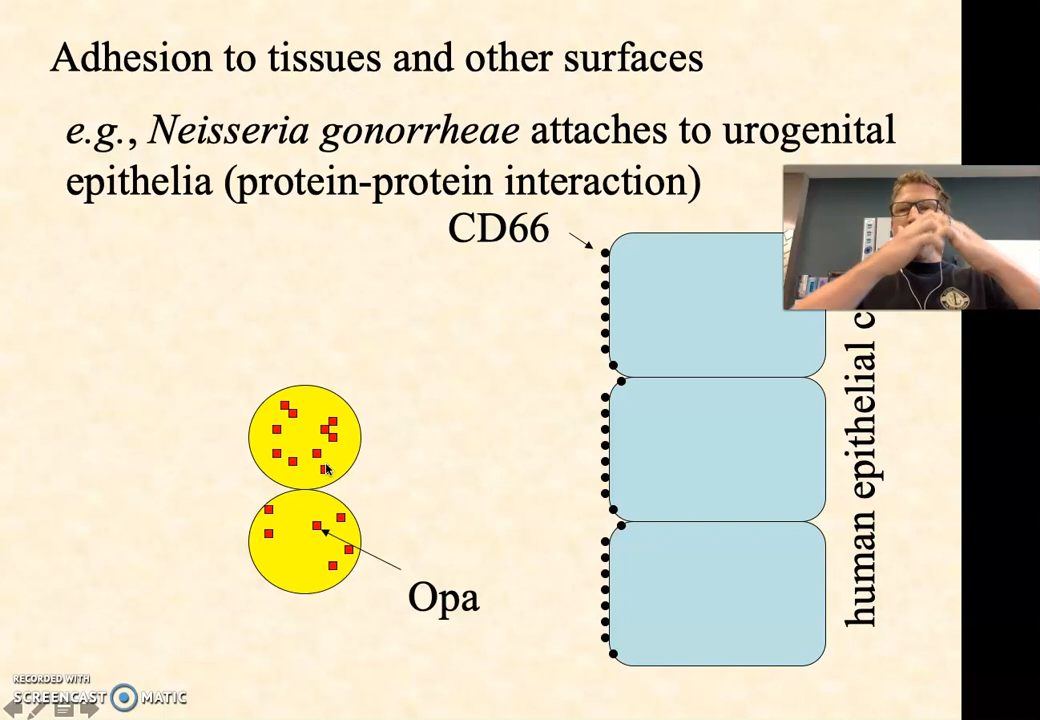 Adhesion to tissues and other surfaces
e.g., Neisseria gonorrheae attaches to urogenital
epithelia (protein-protein interaction)
CD66
human epithelial c
Opa
RECORDED WITH
SCREENCAST MATIC